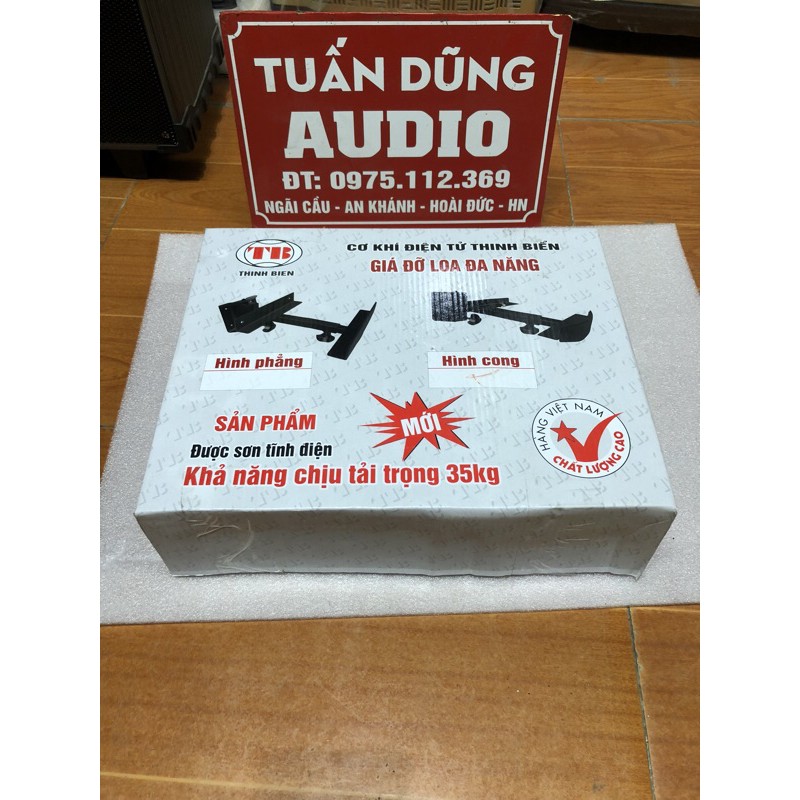 TUẤN DŨNG
AUDIO
ĐT: 0975.112.369
NGÃI CẦU - AN KHÁNH - HOÀI ĐỨC - HN
TB
THINH BIEN
CƠ KHÍ ĐIỆN TỬ THINH BIẾN
GIÁ ĐỠ LOA ĐA NĂNG
Hình phẳng
Hình cong
SẢN PHẨM
MỚI
Được sơn tĩnh điện
Khả năng chịu tải trọng 35kg
HÀNG VIỆT NAM
CHẤT LƯỢNG CAO